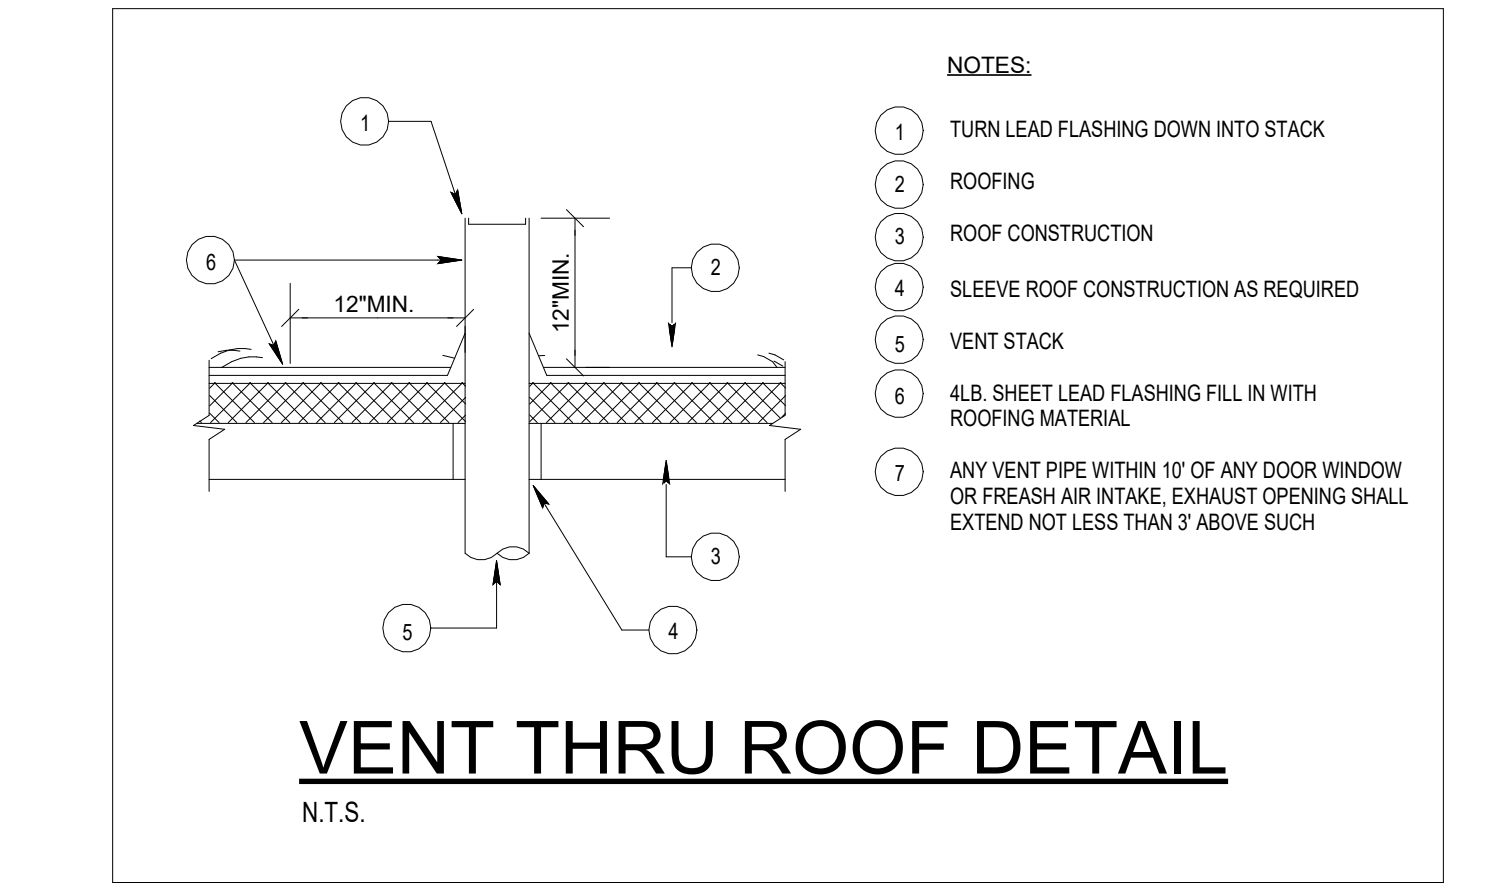 NOTES:
1 TURN LEAD FLASHING DOWN INTO STACK
2 ROOFING
3 ROOF CONSTRUCTION
4 SLEEVE ROOF CONSTRUCTION AS REQUIRED
5 VENT STACK
6 4LB. SHEET LEAD FLASHING FILL IN WITH
ROOFING MATERIAL
7 ANY VENT PIPE WITHIN 10' OF ANY DOOR WINDOW
OR FREASH AIR INTAKE, EXHAUST OPENING SHALL
EXTEND NOT LESS THAN 3' ABOVE SUCH
1
6
2
12"MIN.
12"MIN.
3
5
4
VENT THRU ROOF DETAIL
N.T.S.